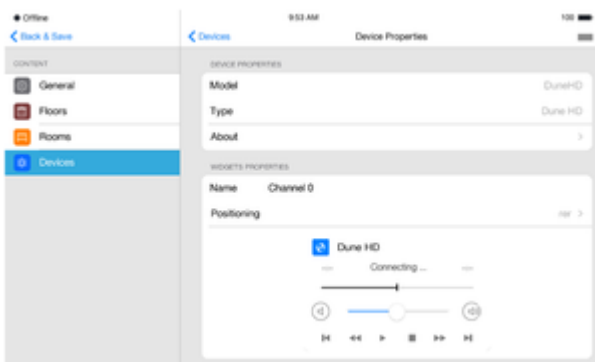 Offline 9:53 AM 100
Back & Save Devices Device Properties
CONTENT
General
Floors
Rooms
Devices
DEVICE PROPERTIES
Model DuneHD
Type Dune HD
About
WIDGETS PROPERTIES
Name Channel 0
Positioning
Dune HD
Connecting ...